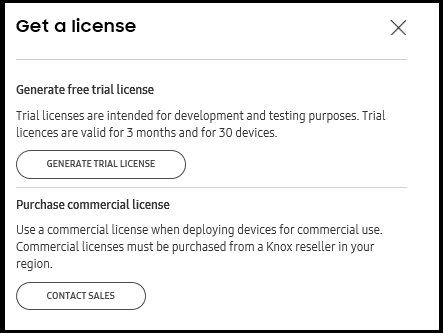 Get a license
Generate free trial license
Trial licenses are intended for development and testing purposes. Trial
licences are valid for 3 months and for 30 devices.
GENERATE TRIAL LICENSE
Purchase commercial license
Use a commercial license when deploying devices for commercial use.
Commercial licenses must be purchased from a Knox reseller in your
region.
CONTACT SALES